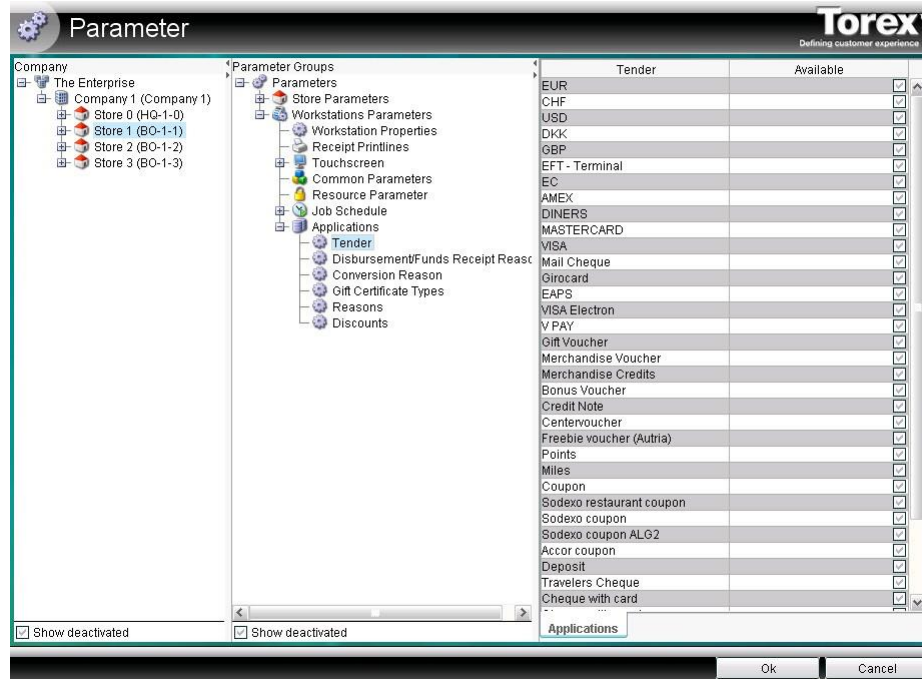 Parameter
Torex
Defining customer experience
Company
The Enterprise
Company 1 (Company 1)
Store 0 (HQ-1-0)
Store 1 (BO-1-1)
Store 2 (BO-1-2)
Store 3 (BO-1-3)
Show deactivated
Parameter Groups
Parameters
Store Parameters
Workstations Parameters
Workstation Properties
Receipt Printlines
Touchscreen
Common Parameters
Resource Parameter
Job Schedule
Applications
Tender
Disbursement/Funds Receipt Reasc
Conversion Reason
Gift Certificate Types
Reasons
Discounts
Show deactivated
Tender Available
EUR
CHF
USD
DKK
GBP
EFT - Terminal
EC
AMEX
DINERS
MASTERCARD
VISA
Mail Cheque
Girocard
EAPS
VISA Electron
V PAY
Gift Voucher
Merchandise Voucher
Merchandise Credits
Bonus Voucher
Credit Note
Centervoucher
Freebie voucher (Autria)
Points
Miles
Coupon
Sodexo restaurant coupon
Sodexo coupon
Sodexo coupon ALG2
Accor coupon
Deposit
Travelers Cheque
Cheque with card
Applications
Ok Cancel